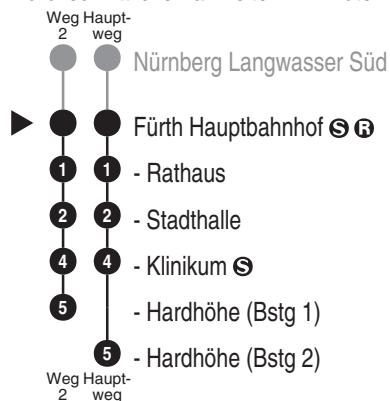 Weg Haupt-
2 weg
Nürnberg Langwasser Süd
Fürth Hauptbahnhof S R
1 1 - Rathaus
2 2 - Stadthalle
4 4 - Klinikum S
5 - Hardhöhe (Bstg 1)
5 - Hardhöhe (Bstg 2)
Weg Haupt-
2 weg